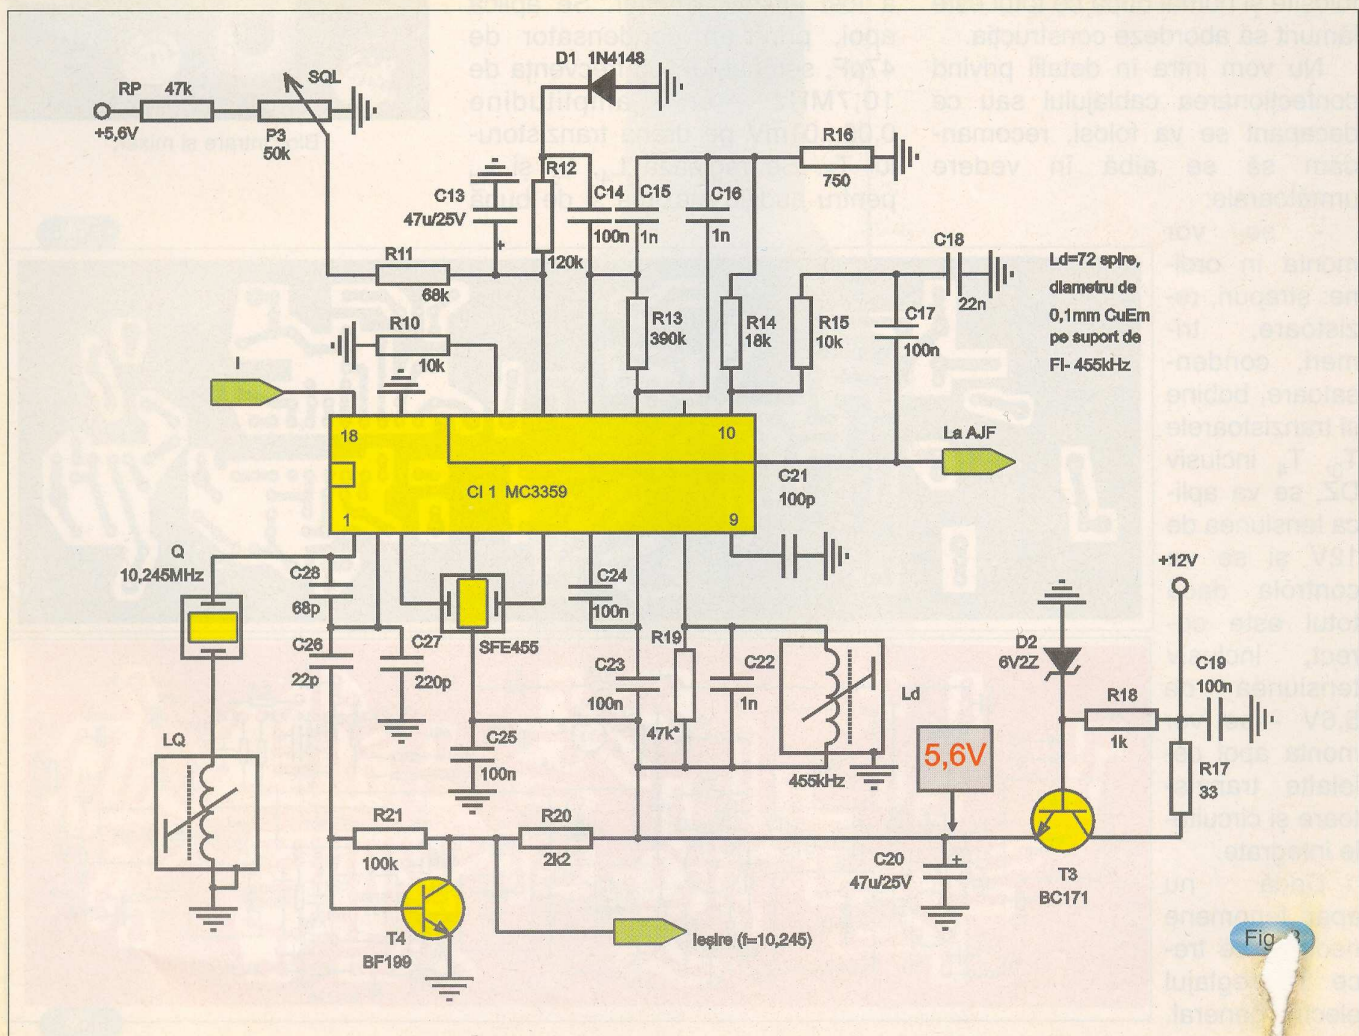 D1 1N4148
RP
47k
SQL
+5,6V
P3
50k
R16
750
R12
C13
47u/25V
+
C14
100n
C15
1n
C16
1n
120k
R11
68k
C18
22n
Ld=72 spire,
diametru de
0,1mm CuEm
pe suport de
FI- 455kHz
R10
10k
R13
390k
R14
18k
R15
10k
C17
100n
I
18
10
La AJF
CI 1 MC3359
C21
100p
1
9
Q
10,245MHz
C28
68p
C24
100n
+12V
C26
22p
C27
220p
SFE455
R19
47k*
C22
1n
D2
6V2Z
C19
100n
C23
100n
Ld
R18
1k
LQ
C25
100n
455kHz
5,6V
R17
33
R21
100k
R20
2k2
C20
47u/25V
+
T3
BC171
T4
BF199
Ieşire (f=10,245)
Fig.